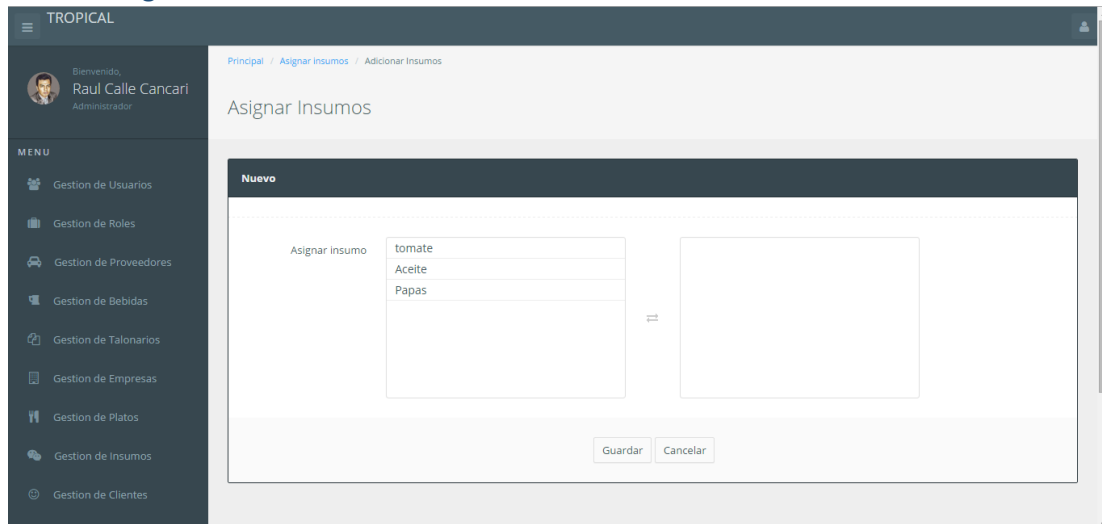 TROPICAL
Bienvenido,
Raul Calle Cancari
Administrador
MENU
Gestion de Usuarios
Gestion de Roles
Gestion de Proveedores
Gestion de Bebidas
Gestion de Talonarios
Gestion de Empresas
Gestion de Platos
Gestion de Insumos
Gestion de Clientes
Principal / Asignar Insumos / Adicionar Insumos
Asignar Insumos
Nuevo
Asignar insumo
tomate
Aceite
Papas
Guardar Cancelar